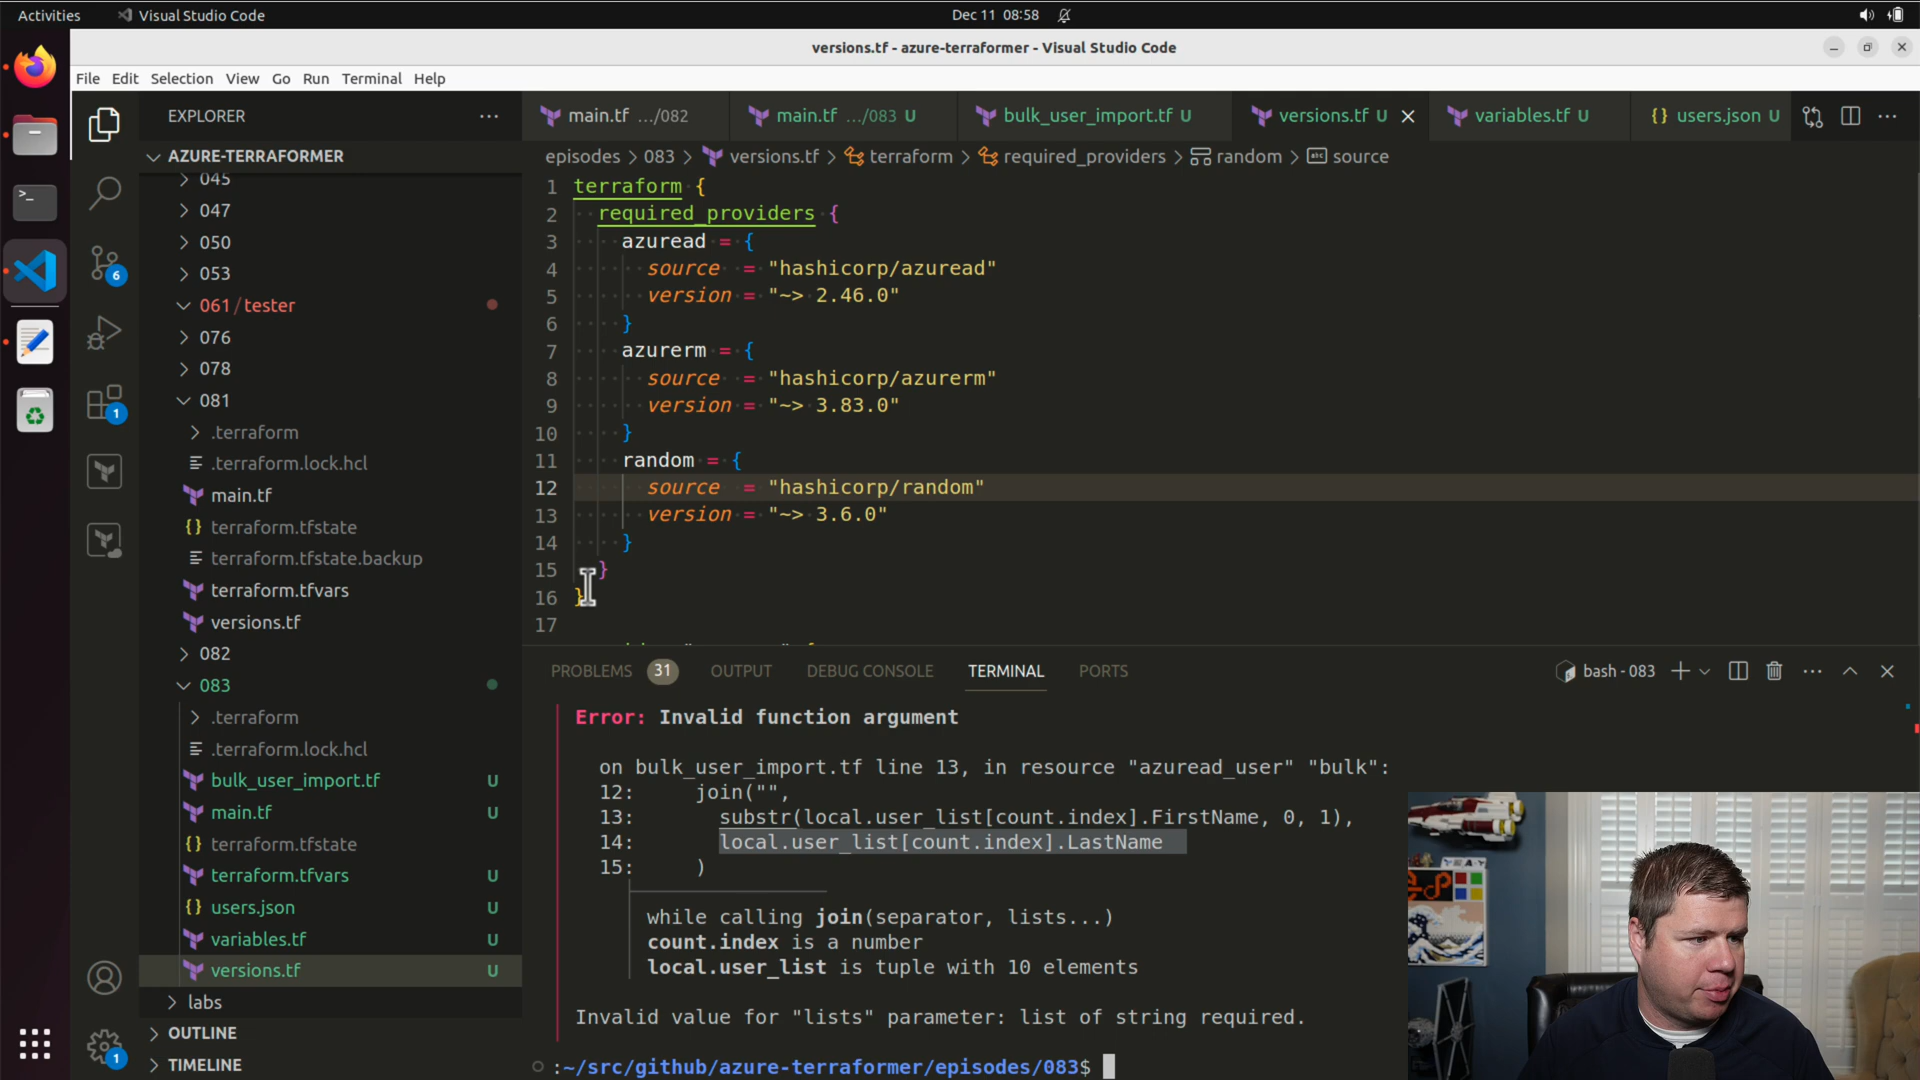 Activities
Visual Studio Code
Dec 11 08:58
versions.tf - azure-terraformer - Visual Studio Code
File Edit Selection View Go Run Terminal Help
EXPLORER
AZURE-TERRAFORMER
045
047
050
053
061/tester
076
078
081
.terraform
.terraform.lock.hcl
main.tf
terraform.tfstate
terraform.tfstate.backup
terraform.tfvars
versions.tf
082
083
.terraform
.terraform.lock.hcl
bulk_user_import.tf U
main.tf U
terraform.tfstate
terraform.tfvars U
users.json U
variables.tf U
versions.tf U
labs
OUTLINE
TIMELINE
6
1
1
main.tf .../082
main.tf .../083 U
bulk_user_import.tf U
versions.tf U
variables.tf U
{} users.json U
episodes > 083 > versions.tf > terraform > required_providers > random > source
1 terraform {
2 required_providers {
3 azuread = {
4 source = "hashicorp/azuread"
5 version = "~> 2.46.0"
6 }
7 azurerm = {
8 source = "hashicorp/azurerm"
9 version = "~> 3.83.0"
10 }
11 random = {
12 source = "hashicorp/random"
13 version = "~> 3.6.0"
14 }
15 }
16 }
17
PROBLEMS 31 OUTPUT DEBUG CONSOLE TERMINAL PORTS
bash - 083
Error: Invalid function argument
on bulk_user_import.tf line 13, in resource "azuread_user" "bulk":
12: join("",
13: substr(local.user_list[count.index].FirstName, 0, 1),
14: local.user_list[count.index].LastName
15: )
while calling join(separator, lists...)
count.index is a number
local.user_list is tuple with 10 elements
Invalid value for "lists" parameter: list of string required.
:~/src/github/azure-terraformer/episodes/083$